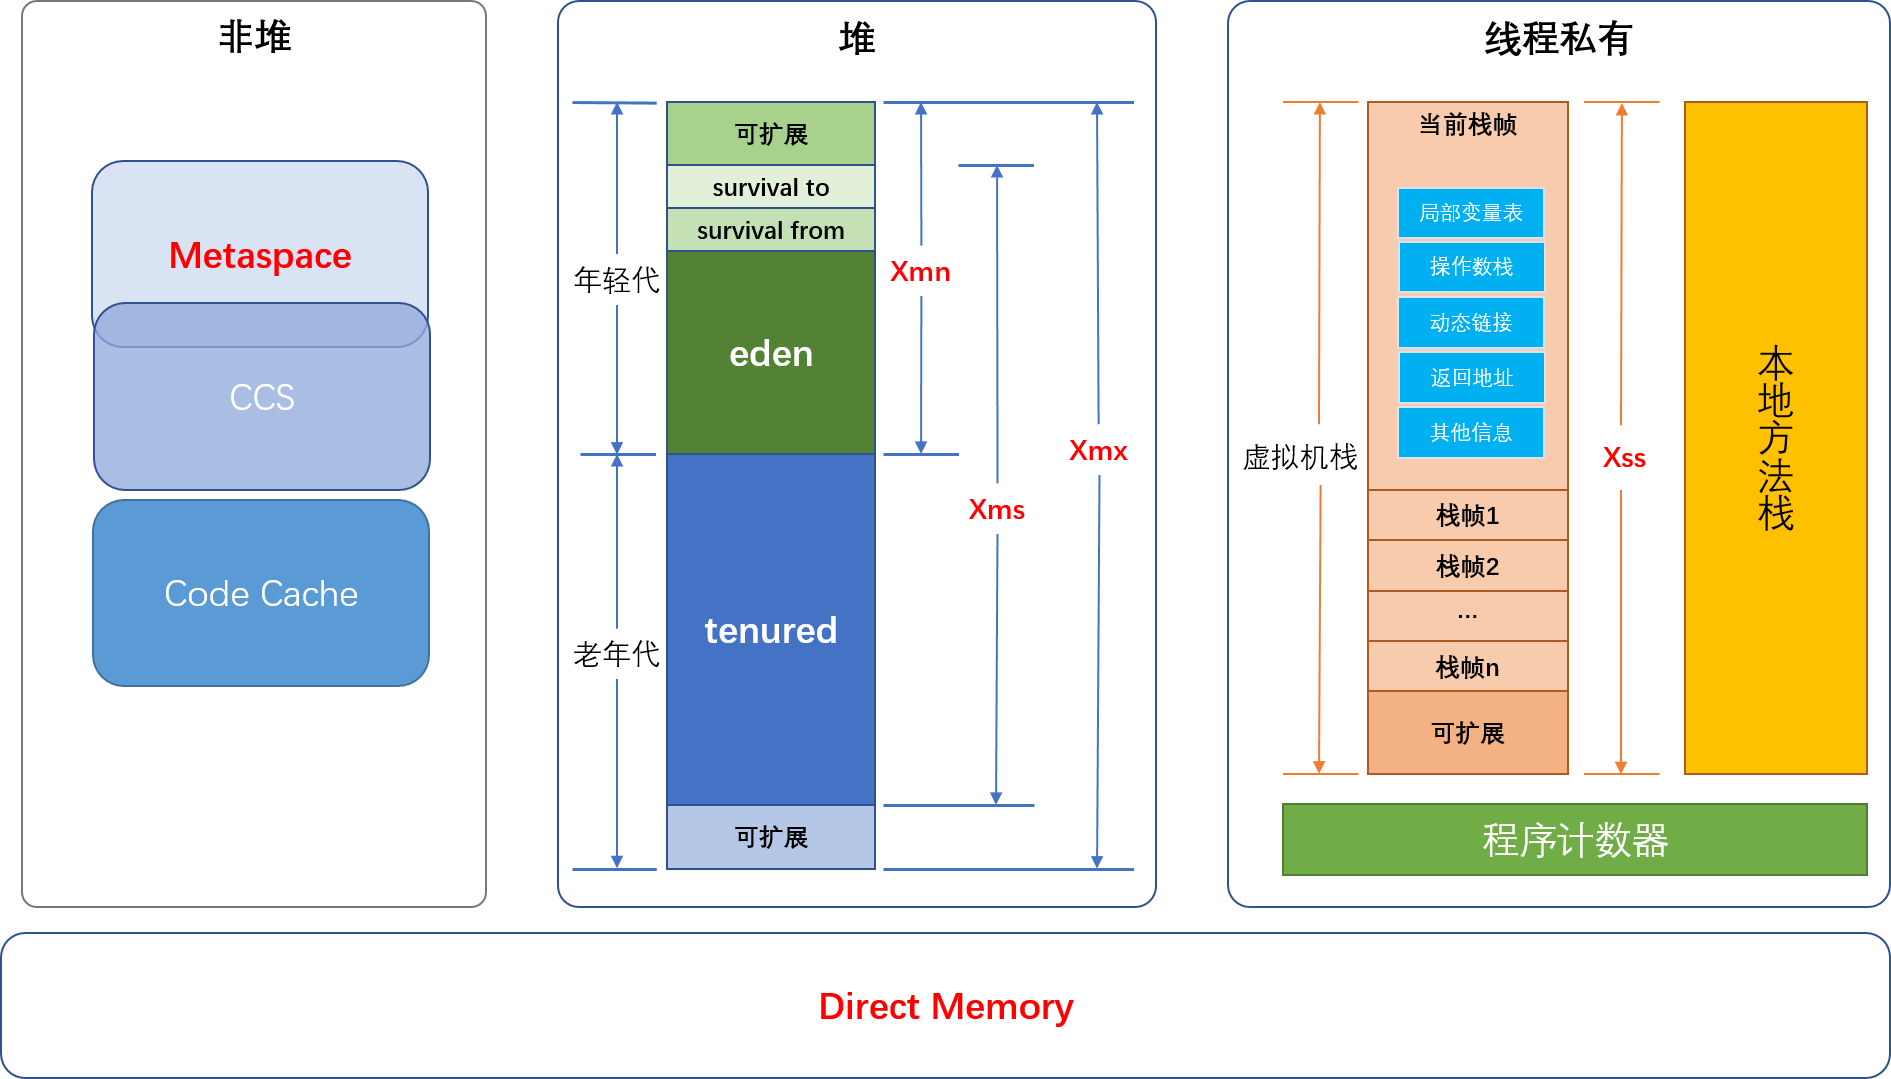 非堆
Metaspace
CCS
Code Cache
堆
年轻代
老年代
可扩展
survival to
survival from
eden
tenured
可扩展
Xmn
Xms
Xmx
线程私有
虚拟机栈
当前栈帧
局部变量表
操作数栈
动态链接
返回地址
其他信息
栈帧1
栈帧2
...
栈帧n
可扩展
Xss
本地方法栈
程序计数器
Direct Memory